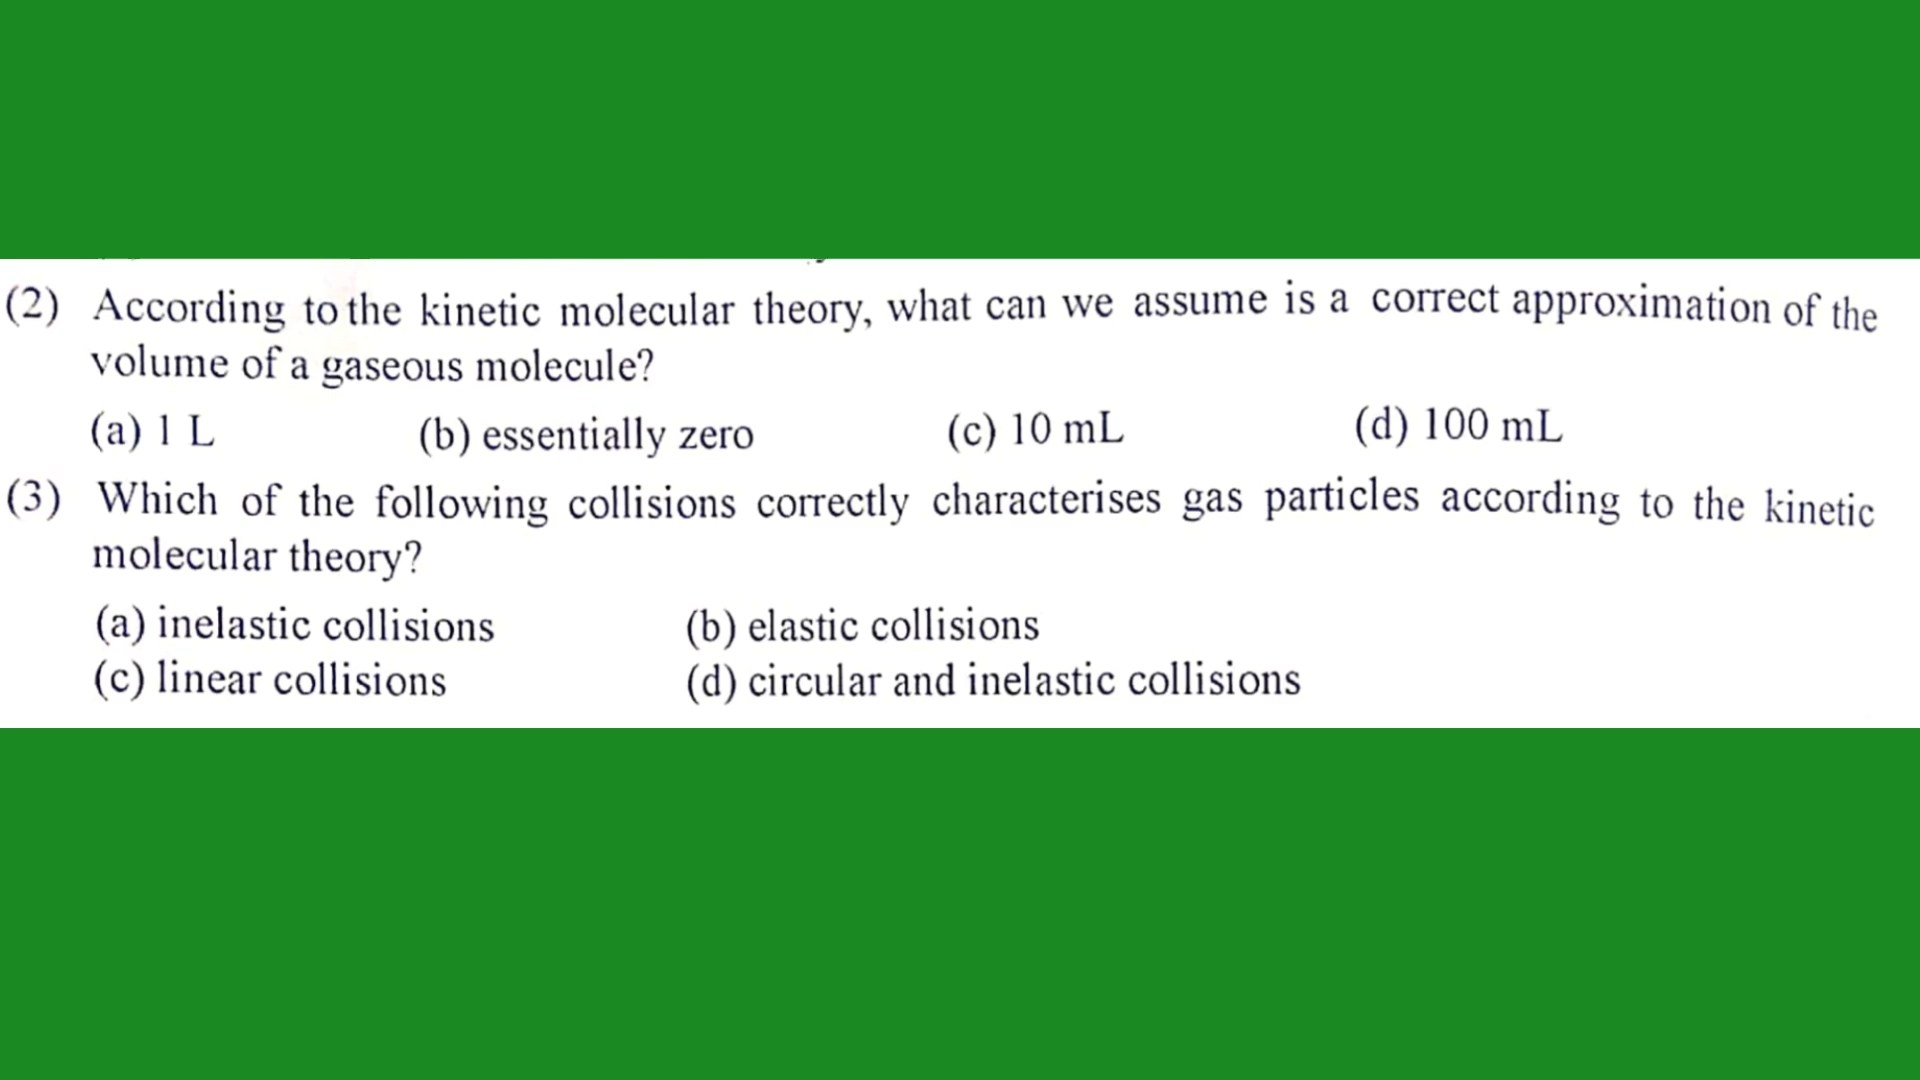 (2) According to the kinetic molecular theory, what can we assume is a correct approximation of the
volume of a gaseous molecule?
(a) 1 L (b) essentially zero (c) 10 mL (d) 100 mL
(3) Which of the following collisions correctly characterises gas particles according to the kinetic
molecular theory?
(a) inelastic collisions (b) elastic collisions
(c) linear collisions (d) circular and inelastic collisions